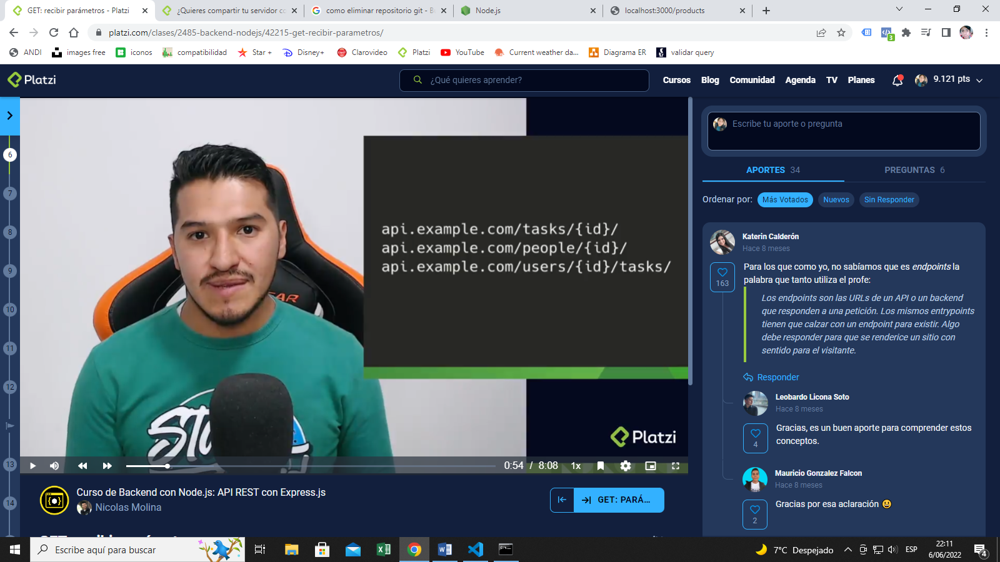 GET: recibir parámetros - Platzi
¿Quieres compartir tu servidor co
como eliminar repositorio git - B
Node.js
localhost:3000/products
platzi.com/clases/2485-backend-nodejs/42215-get-recibir-parametros/
3
ANDI
images free
iconos
compatibilidad
Star +
Disney+
Clarovideo
Platzi
YouTube
Current weather da...
Diagrama ER
validar query
Platzi
¿Qué quieres aprender?
Cursos
Blog
Comunidad
Agenda
TV
Planes
9.121 pts
6
7
8
9
10
11
12
13
14
api.example.com/tasks/{id}/
api.example.com/people/{id}/
api.example.com/users/{id}/tasks/
Platzi
0:54 / 8:08
1x
Curso de Backend con Node.js: API REST con Express.js
Nicolas Molina
GET: PARÁ...
Escribe tu aporte o pregunta
APORTES 34
PREGUNTAS 6
Ordenar por:
Más Votados
Nuevos
Sin Responder
Katerin Calderón
Hace 8 meses
163
Para los que como yo, no sabíamos que es endpoints la
palabra que tanto utiliza el profe:
Los endpoints son las URLs de un API o un backend
que responden a una petición. Los mismos entrypoints
tienen que calzar con un endpoint para existir. Algo
debe responder para que se renderice un sitio con
sentido para el visitante.
Responder
Leobardo Licona Soto
Hace 8 meses
4
Gracias, es un buen aporte para comprender estos
conceptos.
Mauricio Gonzalez Falcon
Hace 8 meses
2
Gracias por esa aclaración 😃
Escribe aquí para buscar
7°C Despejado
ESP
22:11
6/06/2022
4